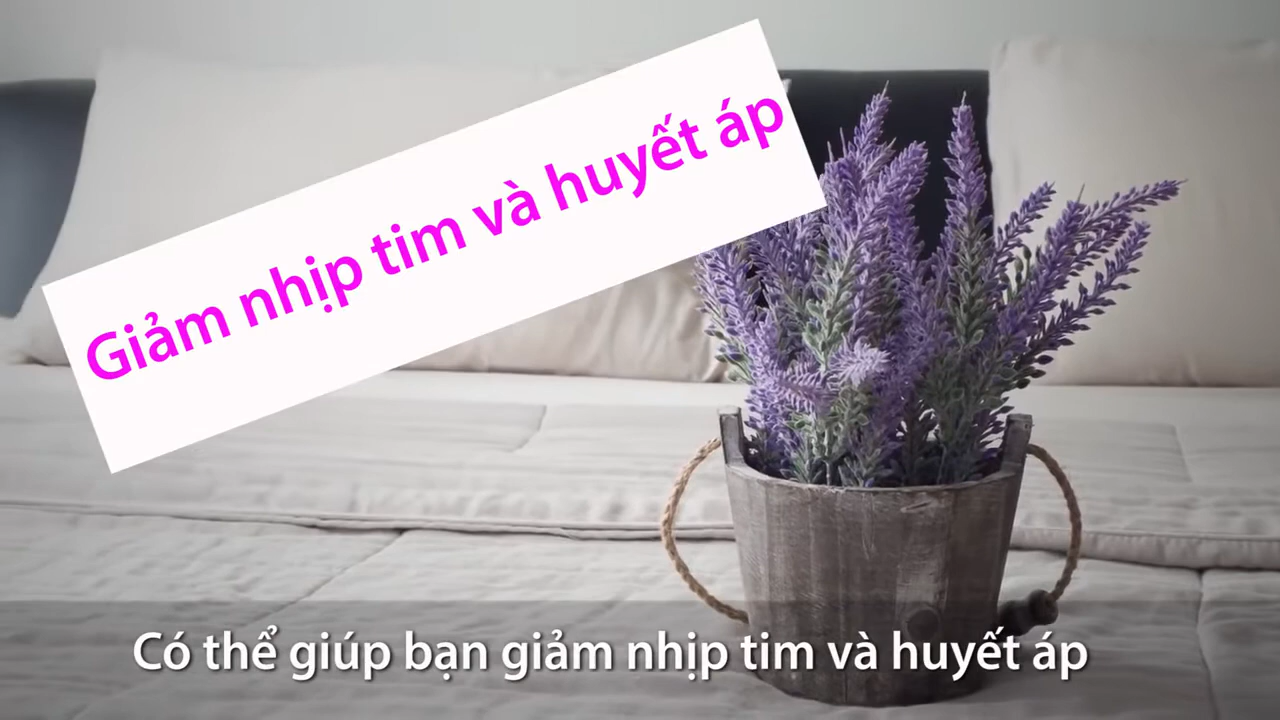 Giảm nhịp tim và huyết áp
Có thể giúp bạn giảm nhịp tim và huyết áp